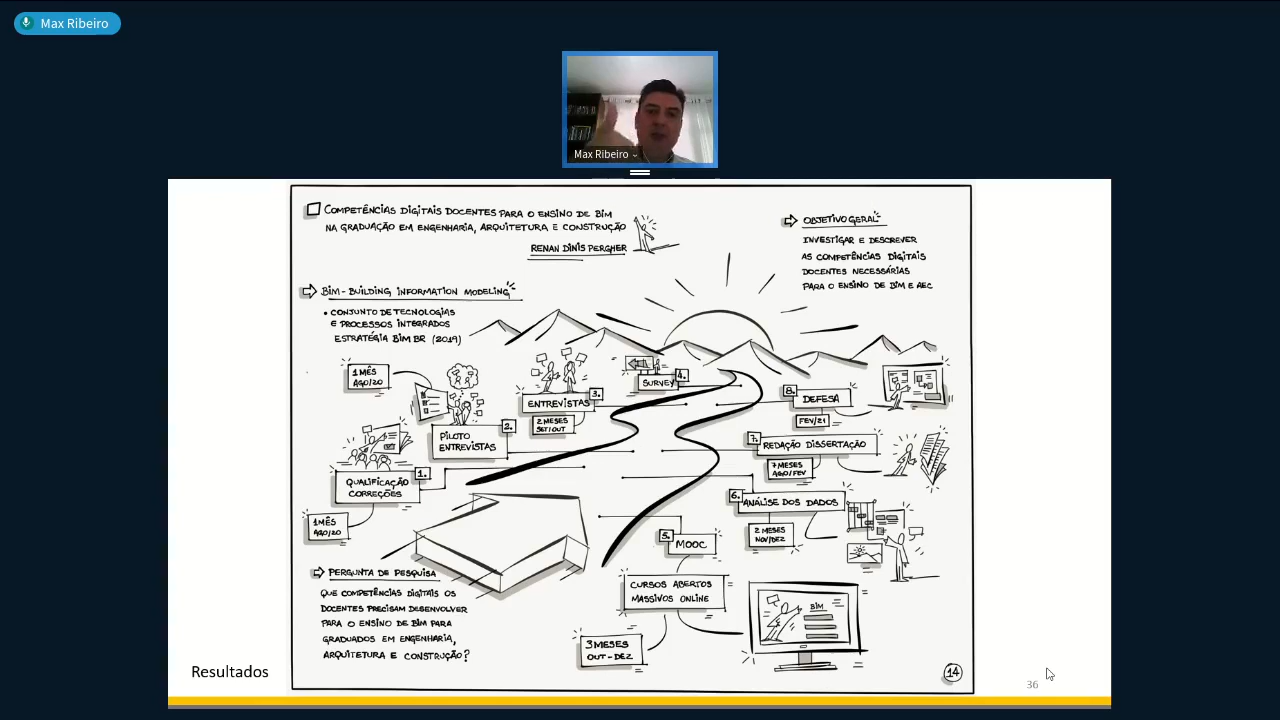 Max Ribeiro
Max Ribeiro
COMPETÊNCIAS DIGITAIS DOCENTES PARA O ENSINO DE BIM
NA GRADUAÇÃO EM ENGENHARIA, ARQUITETURA E CONSTRUÇÃO
RENAN DINIS PERGHER
OBJETIVO GERAL
INVESTIGAR E DESCREVER
AS COMPETÊNCIAS DIGITAIS
DOCENTES NECESSÁRIAS
PARA O ENSINO DE BIM E AEC
BIM - BUILDING INFORMATION MODELING
• CONJUNTO DE TECNOLOGIAS
E PROCESSOS INTEGRADOS
ESTRATÉGIA BIM BR (2019)
1 MÊS
AGO/20
1.
QUALIFICAÇÃO
CORREÇÕES
1 MÊS
AGO/20
2.
PILOTO
ENTREVISTAS
3.
ENTREVISTAS
2 MESES
SET/OUT
4.
SURVEY
8.
DEFESA
FEV/21
7.
REDAÇÃO DISSERTAÇÃO
7 MESES
AGO/FEV
6.
ANÁLISE DOS DADOS
2 MESES
NOV/DEZ
5.
MOOC
CURSOS ABERTOS
MASSIVOS ONLINE
3 MESES
OUT-DEZ
BIM
PERGUNTA DE PESQUISA
QUE COMPETÊNCIAS DIGITAIS OS
DOCENTES PRECISAM DESENVOLVER
PARA O ENSINO DE BIM PARA
GRADUADOS EM ENGENHARIA,
ARQUITETURA E CONSTRUÇÃO?
14
Resultados
36